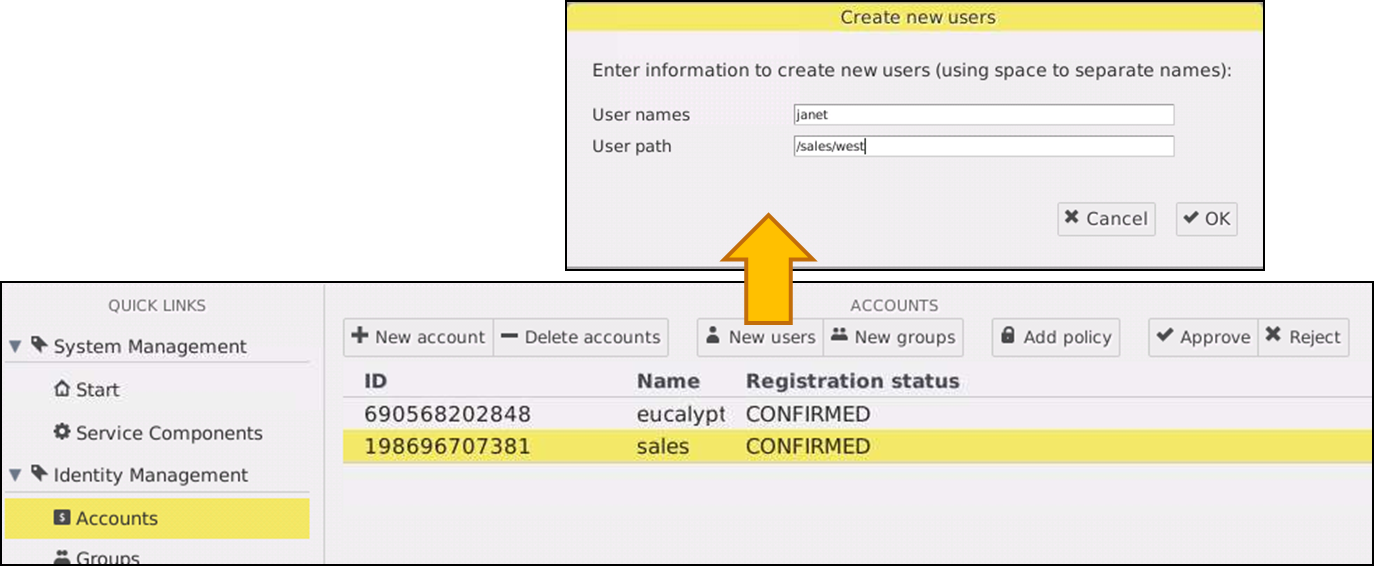 Create new users
Enter information to create new users (using space to separate names):
User names janet
User path /sales/west
Cancel OK
QUICK LINKS
System Management
Start
Service Components
Identity Management
Accounts
Groups
ACCOUNTS
New account Delete accounts New users New groups Add policy Approve Reject
ID Name Registration status
690568202848 eucalypt CONFIRMED
198696707381 sales CONFIRMED